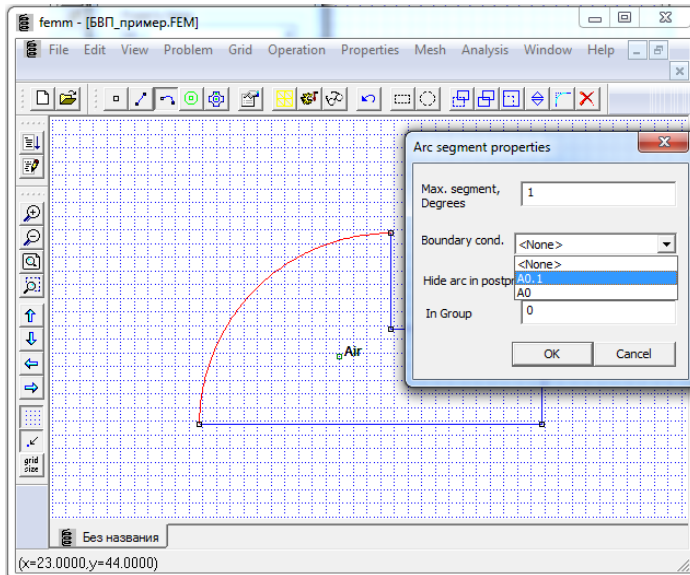 femm - [БВП_пример.FEM]
File Edit View Problem Grid Operation Properties Mesh Analysis Window Help
Arc segment properties
Max. segment, Degrees
1
Boundary cond.
<None>
<None>
A0.1
A0
Hide arc in postpr
In Group
0
OK Cancel
Air
grid
size
Без названия
(x=23.0000,y=44.0000)